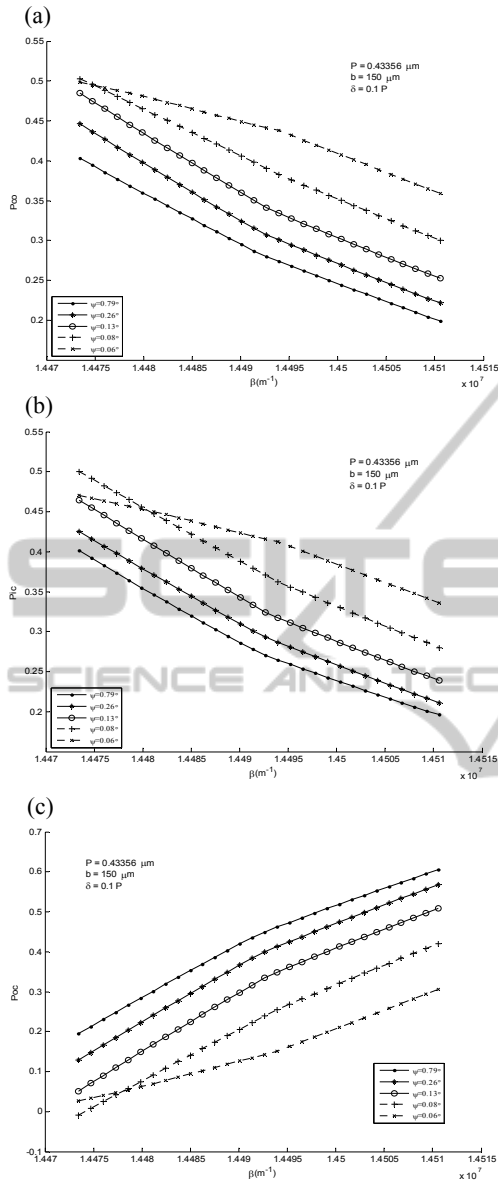 (a)
0.55
0.5
0.45
0.4
0.35
0.3
0.25
0.2
Poo
P = 0.43356 μm
b = 150 μm
δ = 0.1 P
ψ=0.79"
ψ=0.26"
ψ=0.13"
ψ=0.08"
ψ=0.06"
1.447 1.4475 1.448 1.4485 1.449 1.4495 1.45 1.4505 1.451 1.4515
β(m⁻¹)
x 10⁷
(b)
0.55
0.5
0.45
0.4
0.35
0.3
0.25
0.2
Pic
P = 0.43356 μm
b = 150 μm
δ = 0.1 P
SCITE
SCIENCE AND TEC
ψ=0.79"
ψ=0.26"
ψ=0.13"
ψ=0.08"
ψ=0.06"
1.447 1.4475 1.448 1.4485 1.449 1.4495 1.45 1.4505 1.451 1.4515
β(m⁻¹)
x 10⁷
(c)
0.7
0.6
0.5
0.4
0.3
0.2
0.1
0
-0.1
Poc
P = 0.43356 μm
b = 150 μm
δ = 0.1 P
ψ=0.79"
ψ=0.26"
ψ=0.13"
ψ=0.08"
ψ=0.06"
1.447 1.4475 1.448 1.4485 1.449 1.4495 1.45 1.4505 1.451 1.4515
β(m⁻¹)
x 10⁷